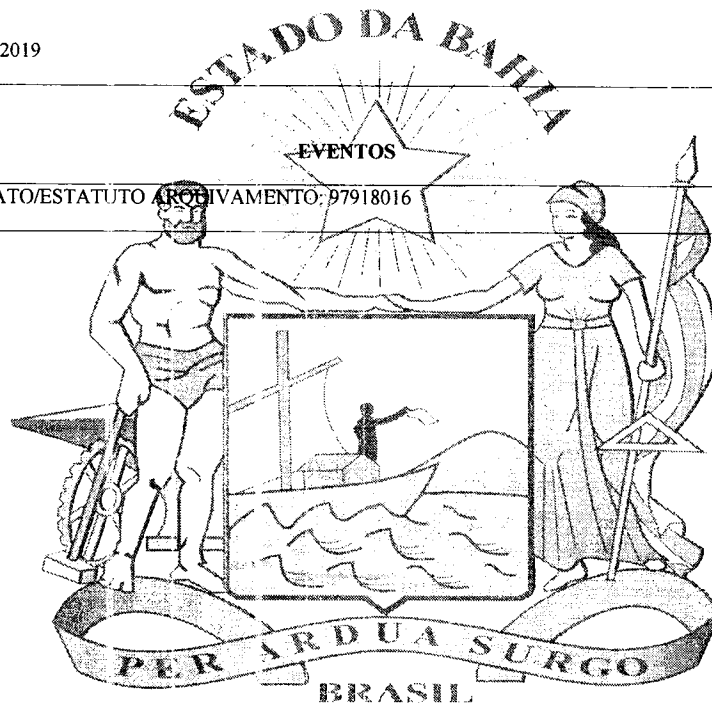 2019
ESTADO DA BAHIA
EVENTOS
ATO/ESTATUTO ARQUIVAMENTO: 97918016
PER ARDUA SURGO
BRASIL